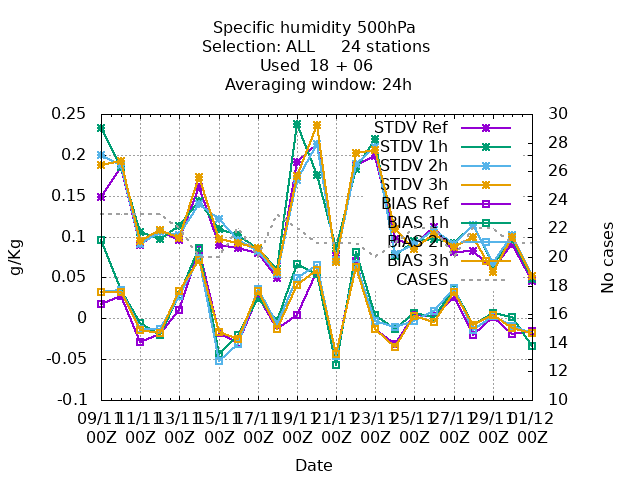 Specific humidity 500hPa
Selection: ALL 24 stations
Used 18 + 06
Averaging window: 24h
g/Kg
0.25
0.2
0.15
0.1
0.05
0
-0.05
-0.1
STDV Ref
STDV 1h
STDV 2h
STDV 3h
BIAS Ref
BIAS 1h
BIAS 2h
BIAS 3h
CASES
30
28
26
24
22
20
18
16
14
12
10
No cases
09/11 11/11 13/11 15/11 17/11 19/11 21/11 23/11 25/11 27/11 29/11 01/12
00Z 00Z 00Z 00Z 00Z 00Z 00Z 00Z 00Z 00Z 00Z 00Z
Date